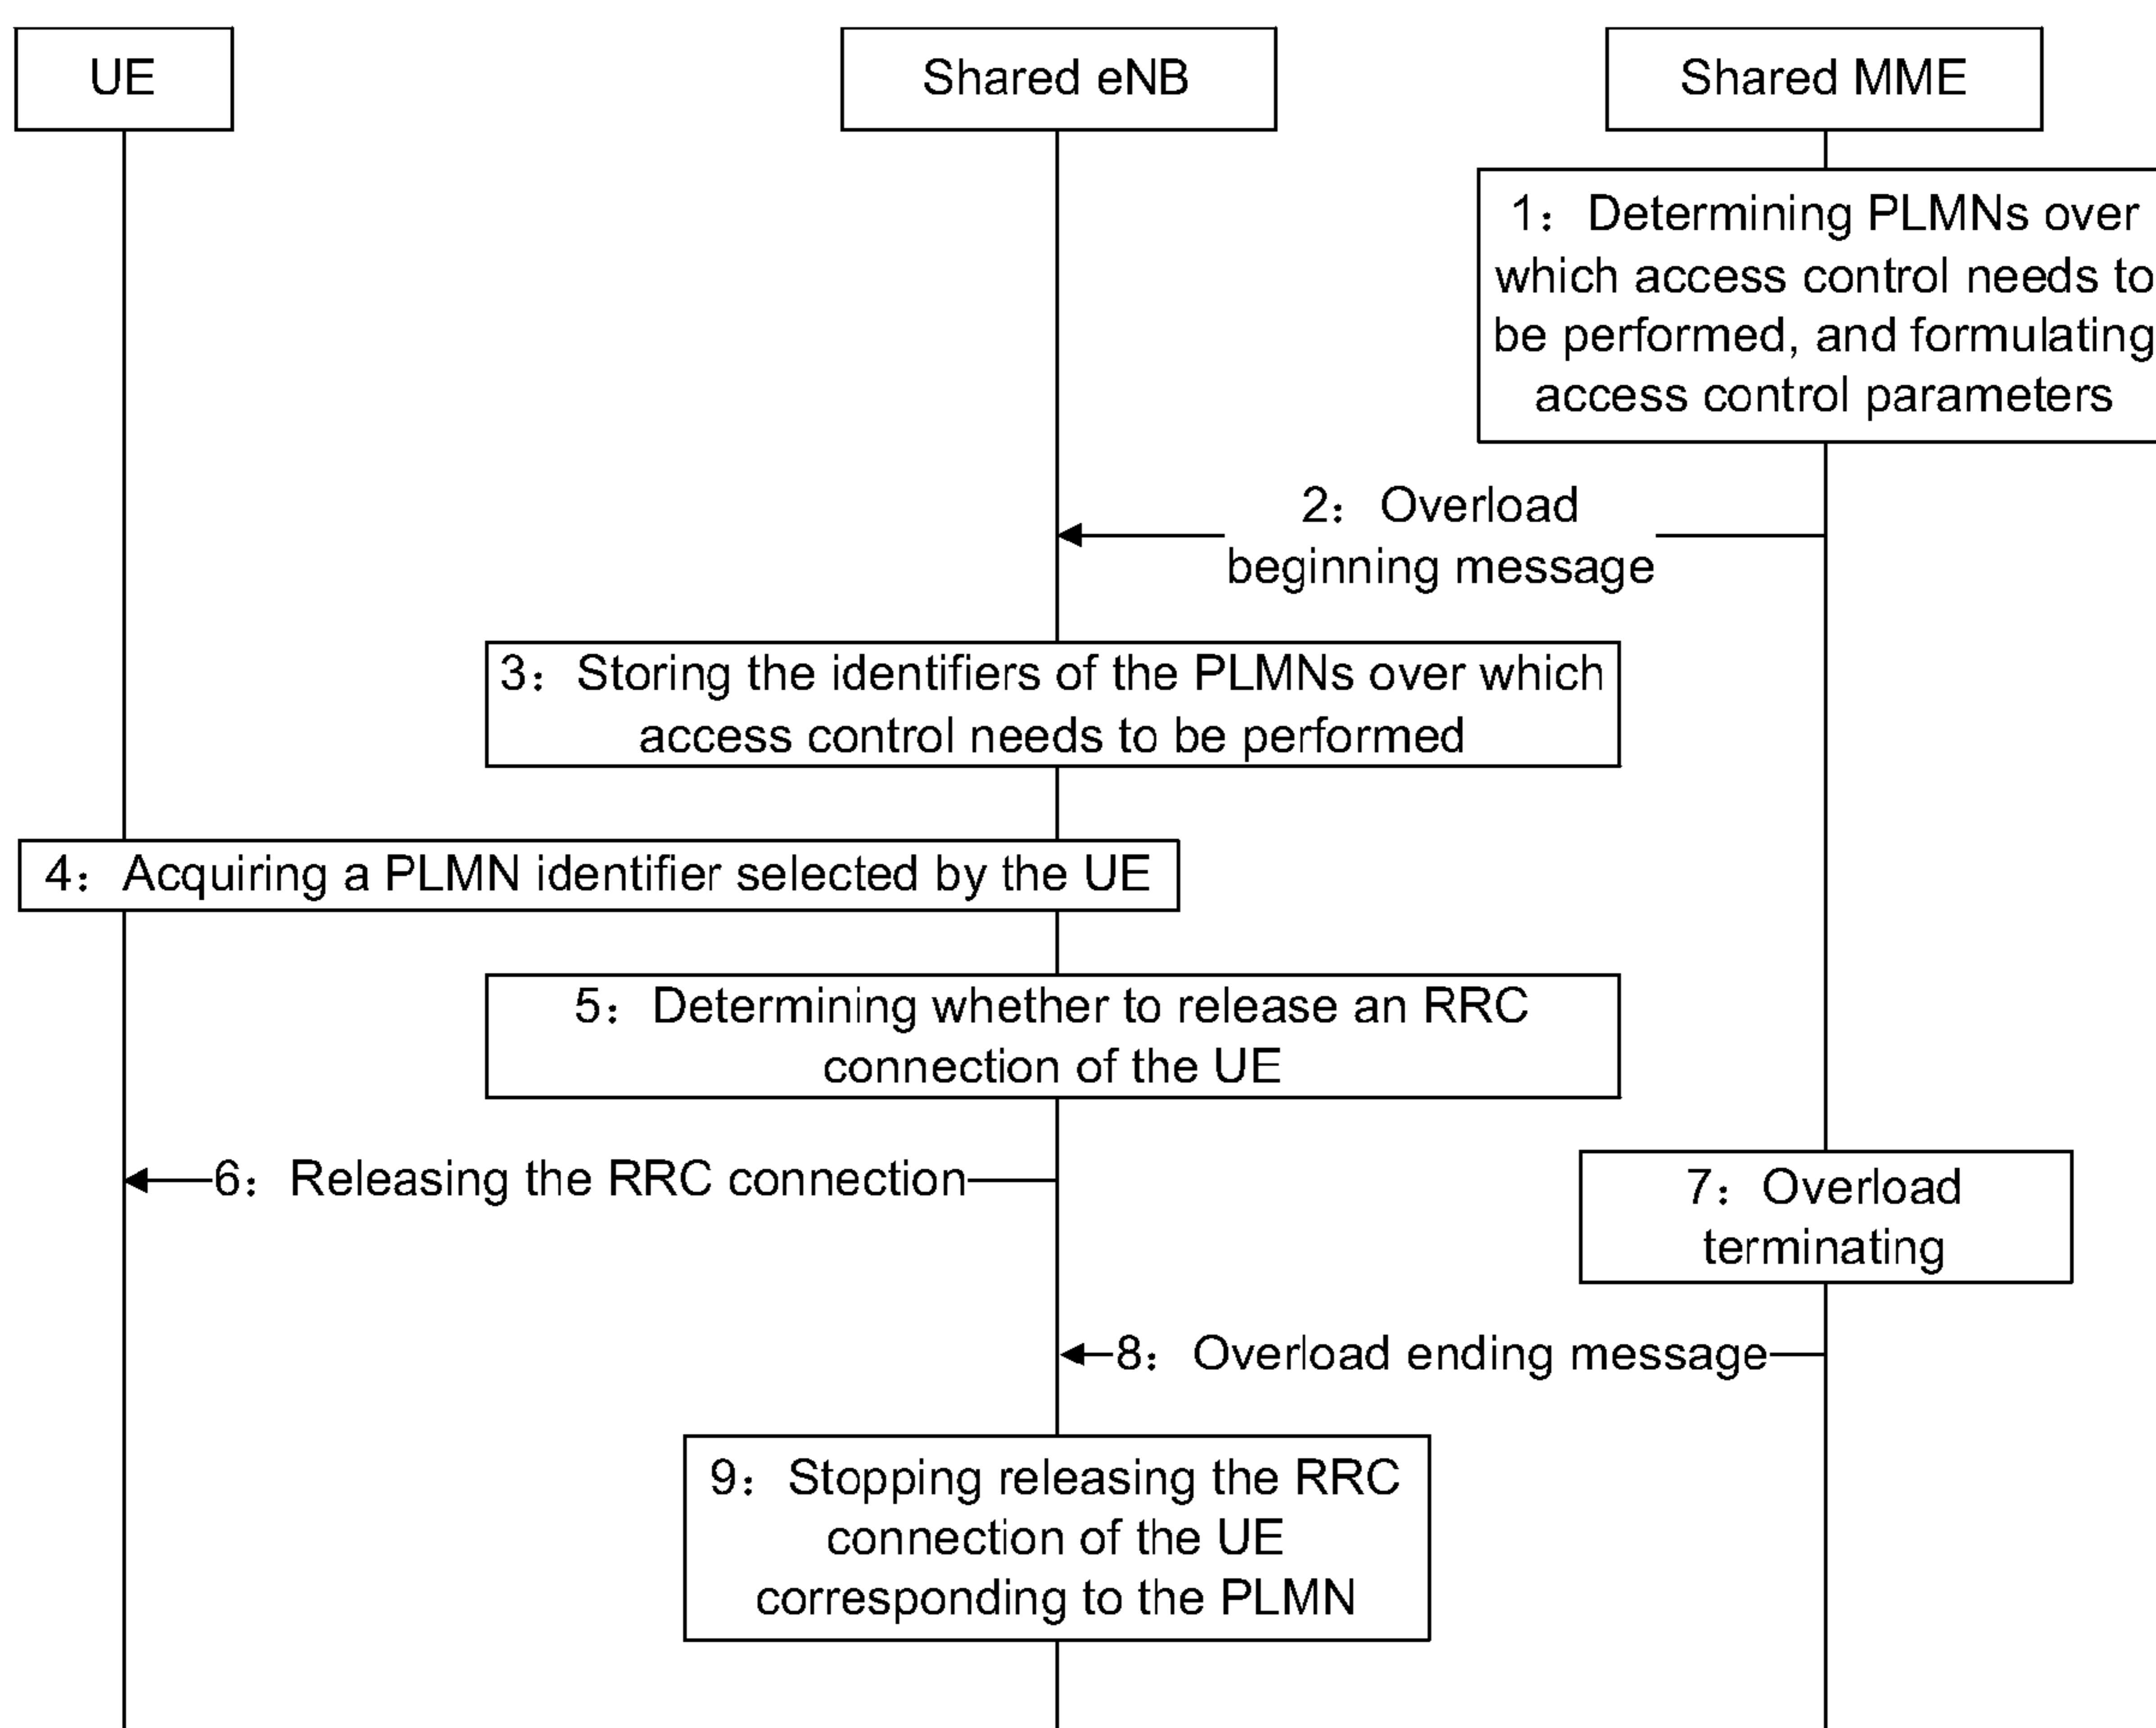 UE
Shared eNB
Shared MME
1： Determining PLMNs over
which access control needs to
be performed, and formulating
access control parameters
2： Overload
beginning message
3： Storing the identifiers of the PLMNs over which
access control needs to be performed
4： Acquiring a PLMN identifier selected by the UE
5： Determining whether to release an RRC
connection of the UE
6： Releasing the RRC connection
7： Overload
terminating
8： Overload ending message
9： Stopping releasing the RRC
connection of the UE
corresponding to the PLMN